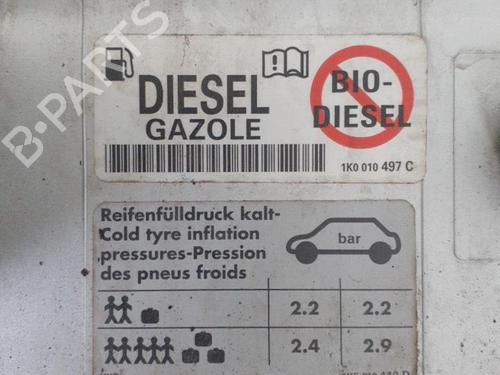 B-PARTS
DIESEL
GAZOLE
BIO-
DIESEL
1K0 010 497 C
Reifenfülldruck kalt-
Cold tyre inflation
pressures-Pression
des pneus froids
bar
2.2 2.2
2.4 2.9